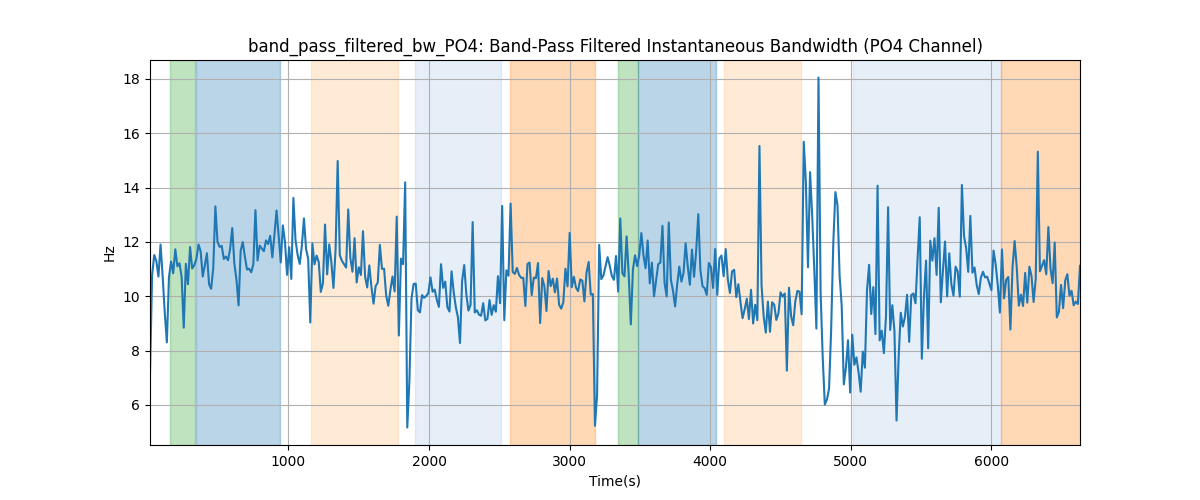 band_pass_filtered_bw_PO4: Band-Pass Filtered Instantaneous Bandwidth (PO4 Channel)
18
16
14
12
10
8
6
Hz
1000 2000 3000 4000 5000 6000
Time(s)